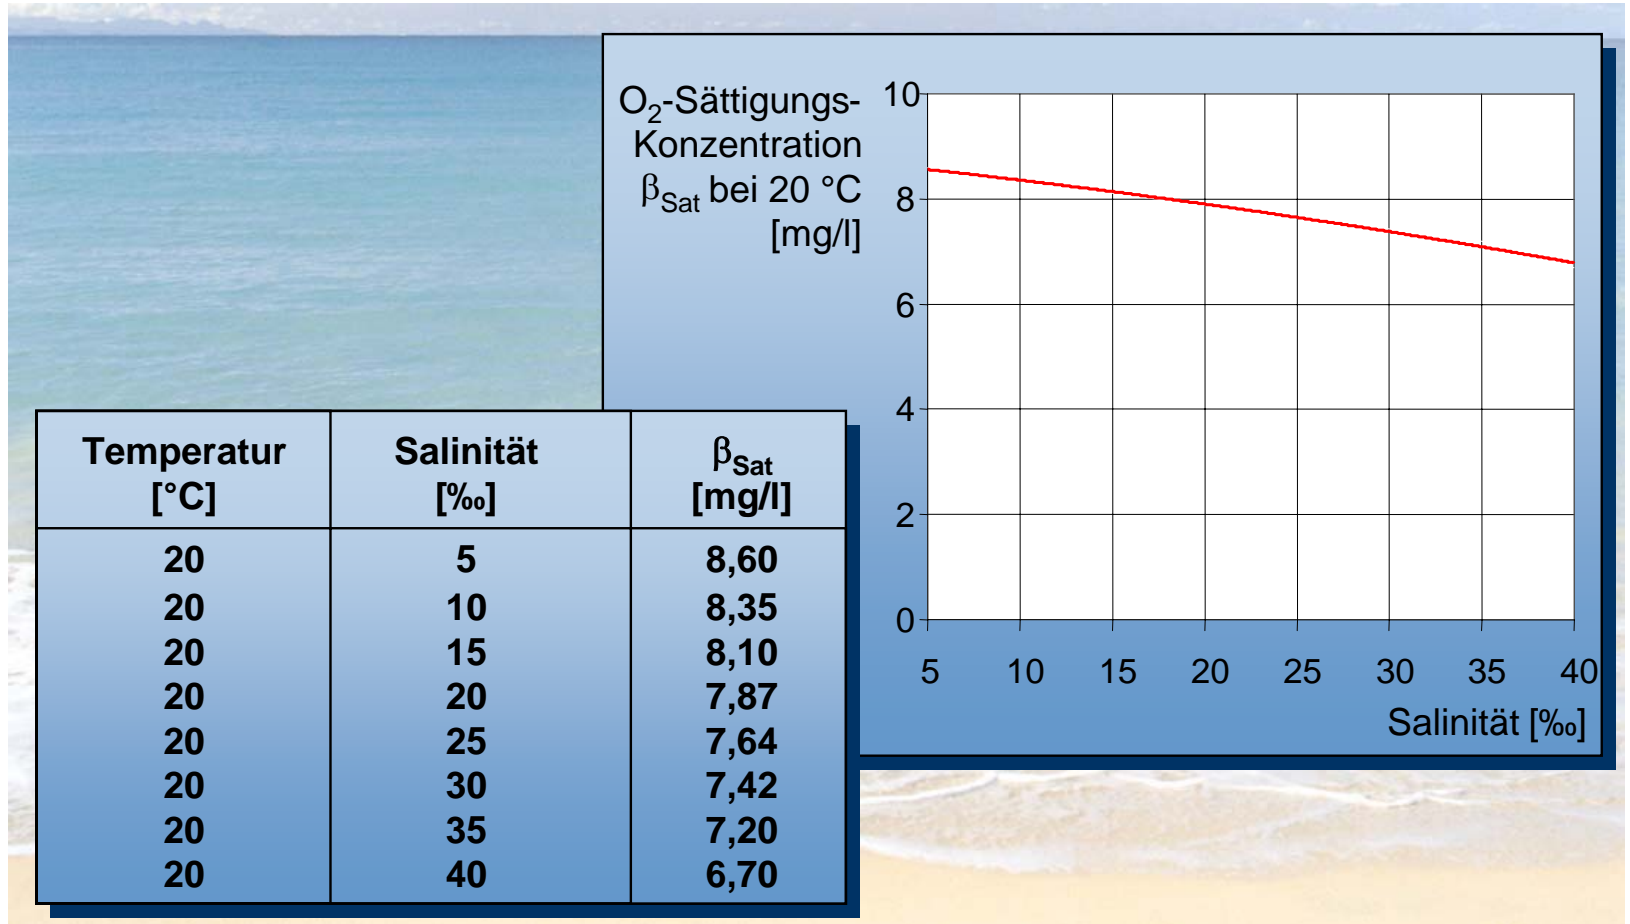 O2-Sättigungs-
Konzentration
βSat bei 20 °C
[mg/l]
10
8
6
4
2
0
5 10 15 20 25 30 35 40
Salinität [‰]
Temperatur Salinität βSat
[°C] [‰] [mg/l]
20 5 8,60
20 10 8,35
20 15 8,10
20 20 7,87
20 25 7,64
20 30 7,42
20 35 7,20
20 40 6,70